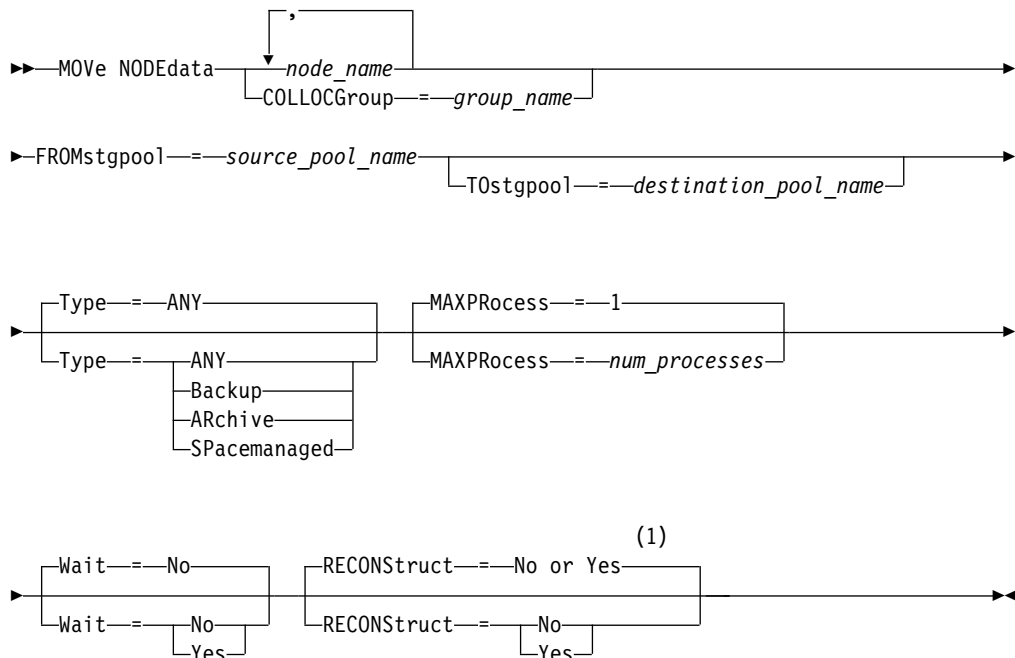 ,
MOVe NODEdata node_name
COLLOCGroup = group_name
FROMstgpool = source_pool_name
TOstgpool = destination_pool_name
Type = ANY MAXPRocess = 1
Type = ANY MAXPRocess = num_processes
Backup
ARchive
SPacemanaged
(1)
Wait = No RECONStruct = No or Yes
Wait = No RECONStruct = No
Yes Yes